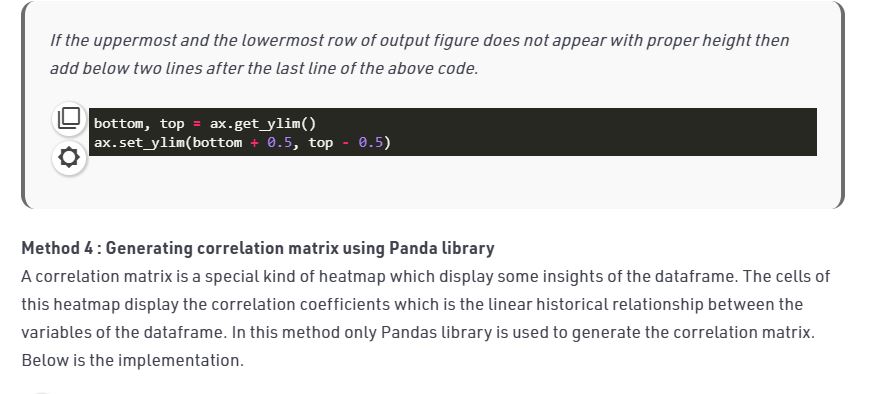 If the uppermost and the lowermost row of output figure does not appear with proper height then
add below two lines after the last line of the above code.
bottom, top = ax.get_ylim()
ax.set_ylim(bottom + 0.5, top - 0.5)
Method 4 : Generating correlation matrix using Panda library
A correlation matrix is a special kind of heatmap which display some insights of the dataframe. The cells of
this heatmap display the correlation coefficients which is the linear historical relationship between the
variables of the dataframe. In this method only Pandas library is used to generate the correlation matrix.
Below is the implementation.